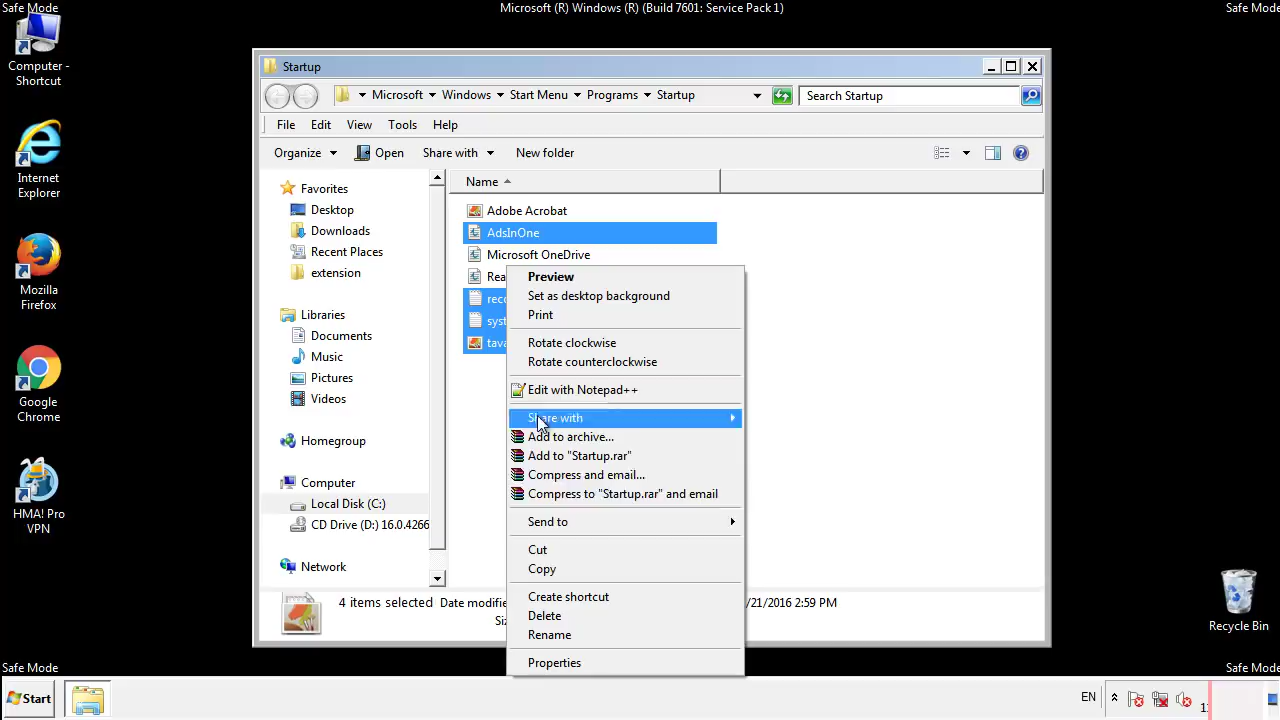 Safe Mode
Microsoft (R) Windows (R) (Build 7601: Service Pack 1)
Safe Mode
Computer - Shortcut
Internet Explorer
Mozilla Firefox
Google Chrome
HMA! Pro VPN
Startup
Microsoft
Windows
Start Menu
Programs
Startup
Search Startup
File
Edit
View
Tools
Help
Organize
Open
Share with
New folder
Favorites
Desktop
Downloads
Recent Places
extension
Libraries
Documents
Music
Pictures
Videos
Homegroup
Computer
Local Disk (C:)
CD Drive (D:) 16.0.4266
Network
Name
Adobe Acrobat
AdsInOne
Microsoft OneDrive
Rea
reco
syst
tava
Preview
Set as desktop background
Print
Rotate clockwise
Rotate counterclockwise
Edit with Notepad++
Share with
Add to archive...
Add to "Startup.rar"
Compress and email...
Compress to "Startup.rar" and email
Send to
Cut
Copy
Create shortcut
Delete
Rename
Properties
4 items selected
Date modifie
/21/2016 2:59 PM
Siz
Recycle Bin
Safe Mode
Safe Mode
Start
EN